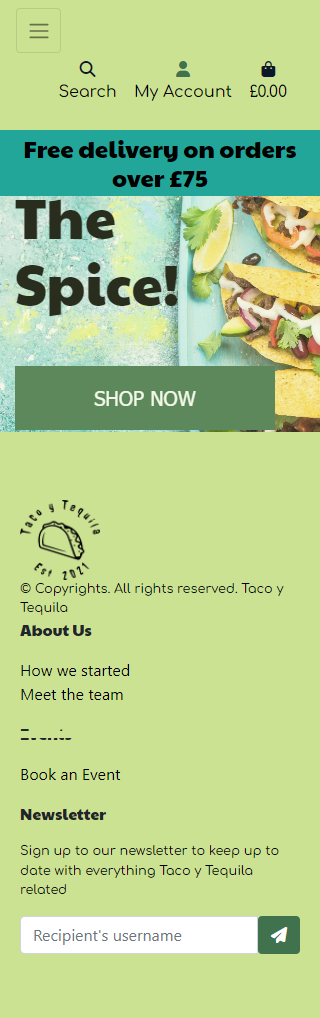 Search My Account £0.00
Free delivery on orders
over £75
The
Spice!
SHOP NOW
Taco y Tequila
Est 2021
© Copyrights. All rights reserved. Taco y
Tequila
About Us
How we started
Meet the team
Events
Book an Event
Newsletter
Sign up to our newsletter to keep up to
date with everything Taco y Tequila
related
Recipient's username